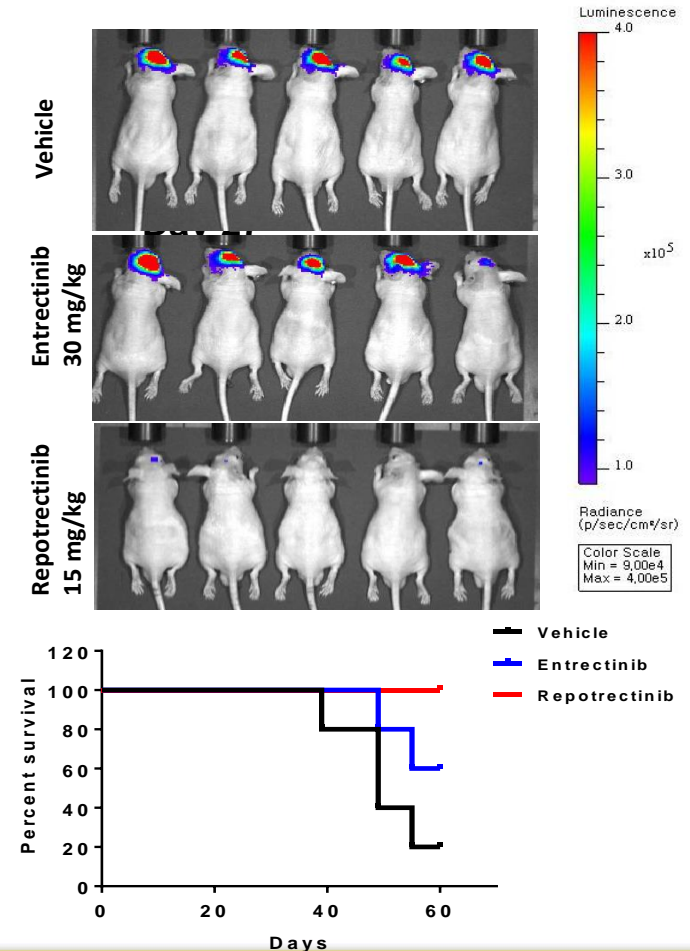 Luminescence
4.0
3.0
x10⁵
2.0
1.0
Radiance
(p/sec/cm²/sr)
Color Scale
Min = 9.00e4
Max = 4.00e5
Vehicle
Entrectinib
30 mg/kg
Repotrectinib
15 mg/kg
Vehicle
Entrectinib
Repotrectinib
Percent survival
120
100
80
60
40
20
0
0 20 40 60
Days